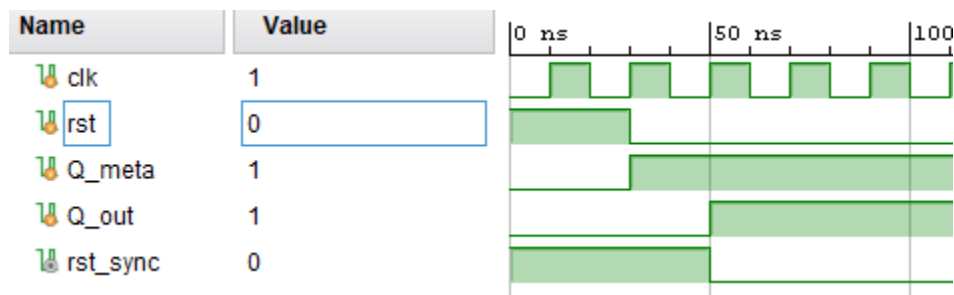 Name Value 0 ns 50 ns 100
clk 1
rst 0
Q_meta 1
Q_out 1
rst_sync 0